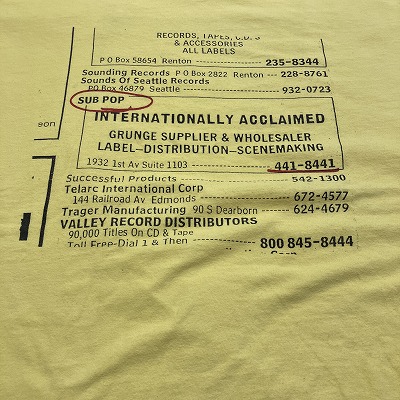 RECORDS, TAPES, C.D.'S
& ACCESSORIES
ALL LABELS
P O Box 58654 Renton 235-8344
Sounding Records P O Box 2822 Renton 228-8761
Sounds Of Seattle Records
PO Box 46879 Seattle 932-0723
SUB POP
INTERNATIONALLY ACCLAIMED
son
GRUNGE SUPPLIER & WHOLESALER
LABEL-DISTRIBUTION-SCENEMAKING
1932 1st Av Suite 1103 441-8441
Successful Products 542-1300
Telarc International Corp
144 Railroad Av Edmonds 672-4577
Trager Manufacturing 90 S Dearborn 624-4679
VALLEY RECORD DISTRIBUTORS
90,000 Titles On CD & Tape
Toll Free-Dial 1 & Then 800 845-8444
Corp